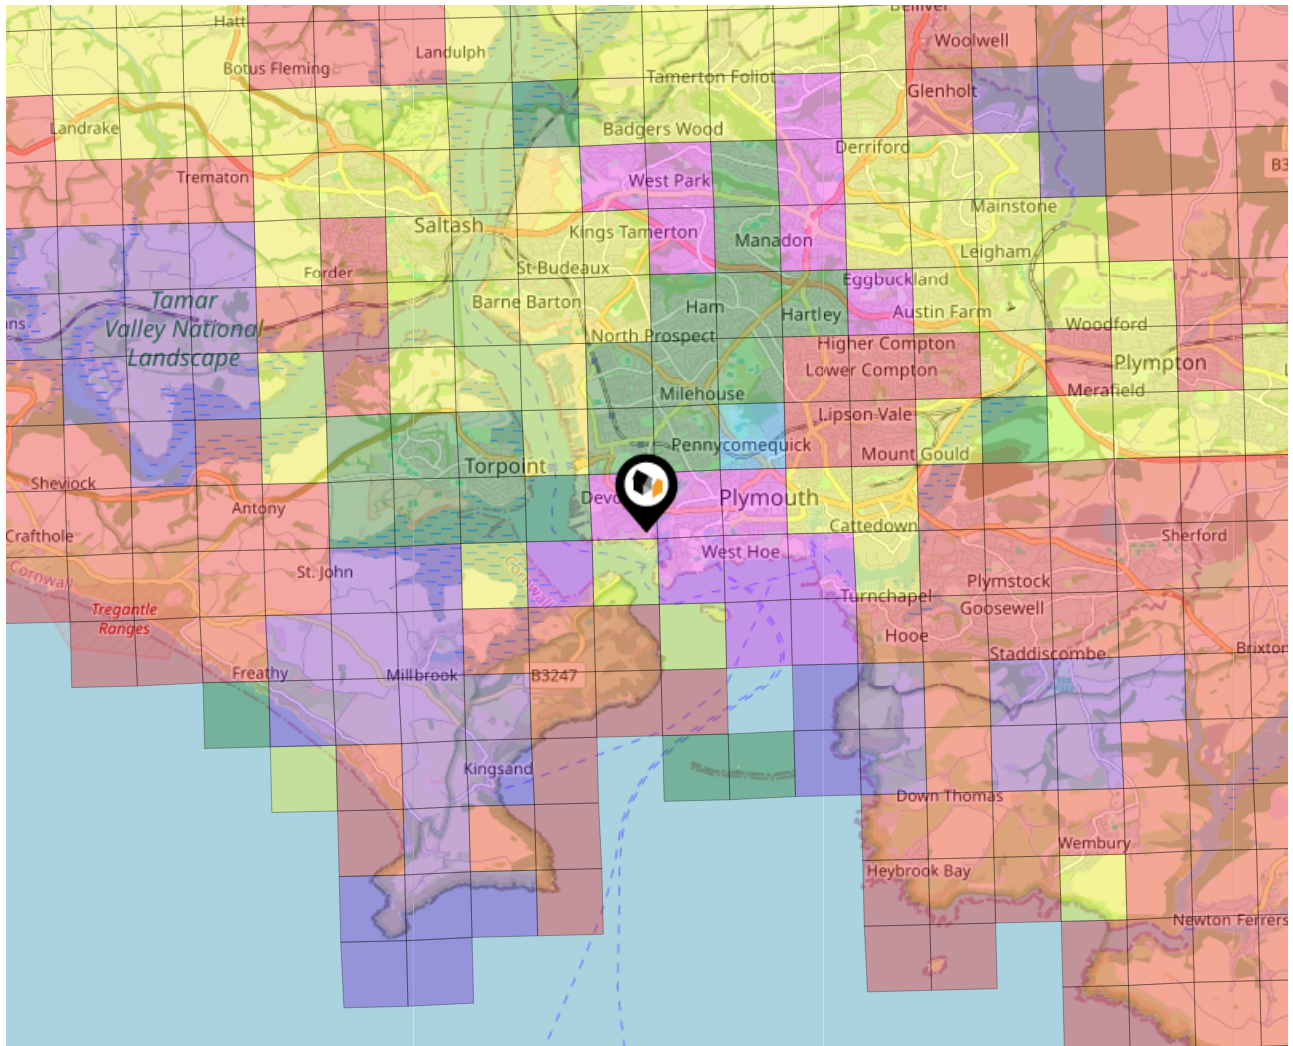 Hatt
Landulph
Woolwell
Botus Fleming
Tamerton Foliot
Glenholt
Landrake
Badgers Wood
Derriford
Trematon
West Park
B3
Mainstone
Saltash
Kings Tamerton
Manadon
Leigham
St Budeaux
Forder
Eggbuckland
Tamar
Valley National
Landscape
Barne Barton
Ham
Hartley
Austin Farm
Woodford
North Prospect
Higher Compton
Lower Compton
Plympton
Milehouse
Merafield
Lipson Vale
Pennycomequick
Mount Gould
Torpoint
Sheviock
Devo
Plymouth
Antony
Cattedown
Crafthole
Sherford
West Hoe
Cornwall
St. John
Cornwall
Plymstock
Turnchapel
Goosewell
Tregantle
Ranges
Hooe
Staddiscombe
Brixton
Freathy
Millbrook
B3247
Kingsand
Down Thomas
Wembury
Heybrook Bay
Newton Ferrers